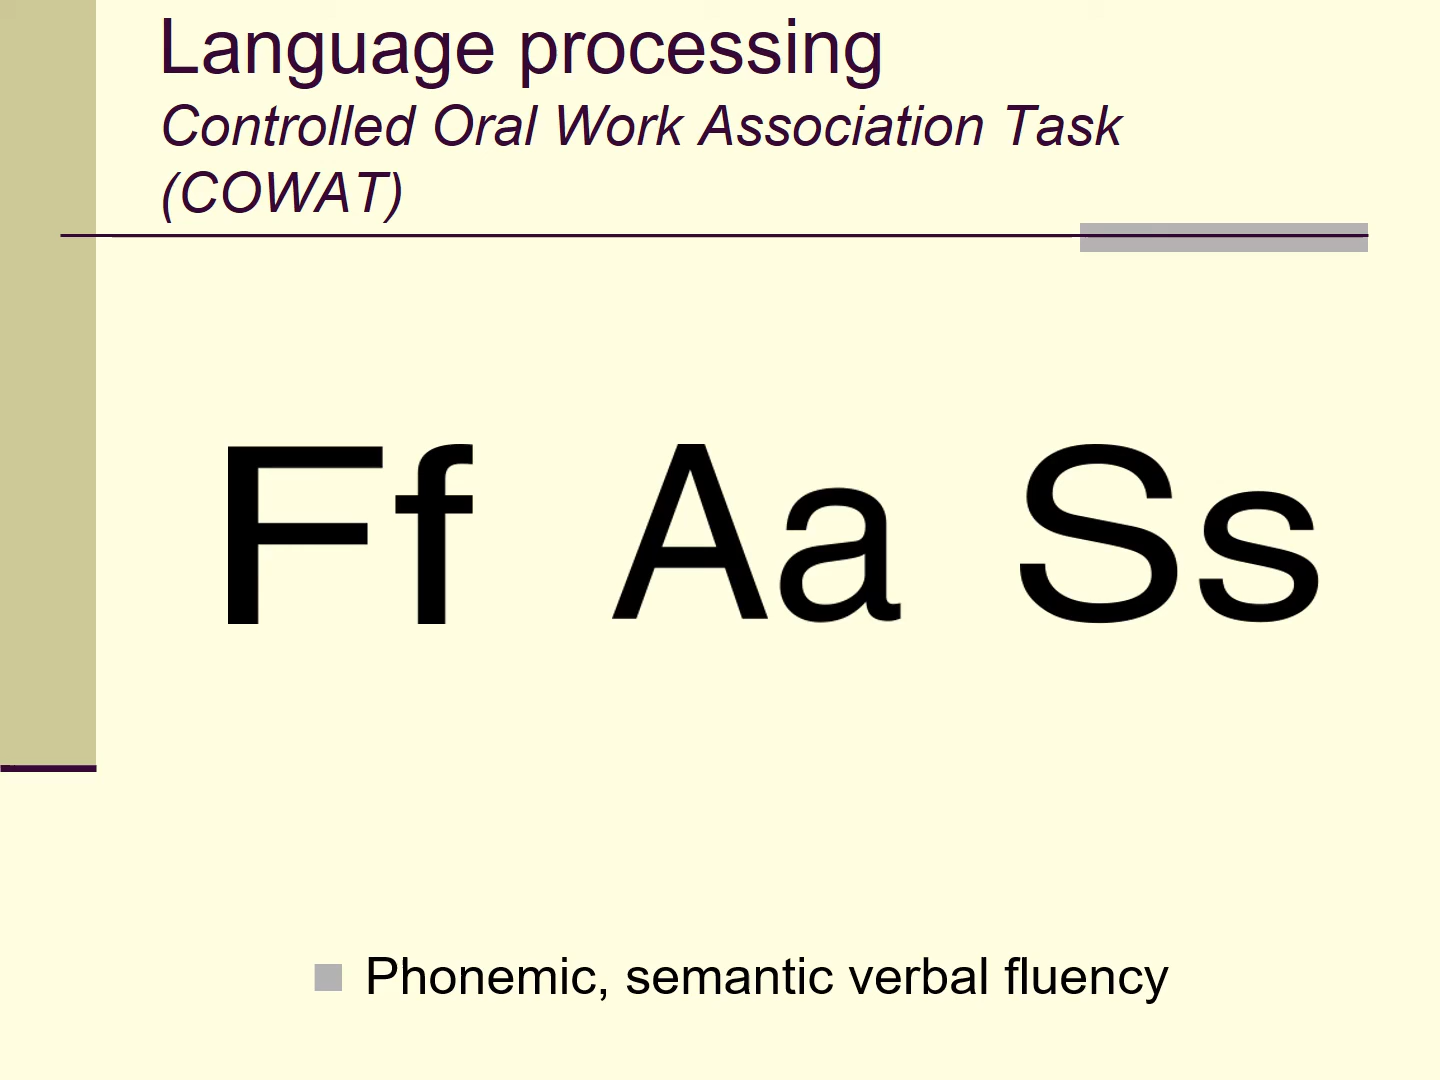 Language processing
Controlled Oral Work Association Task
(COWAT)
Ff Aa Ss
Phonemic, semantic verbal fluency